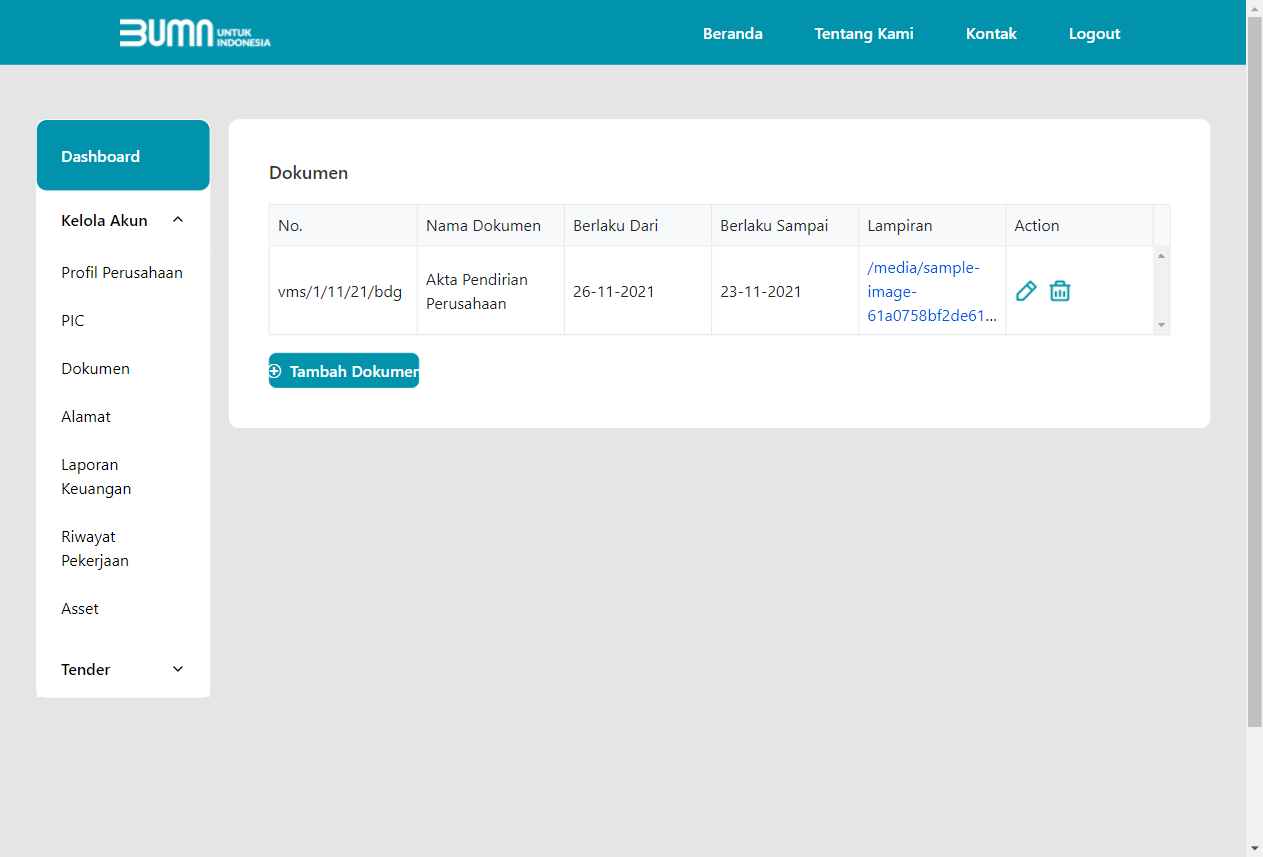 BUMN UNTUK INDONESIA
Beranda
Tentang Kami
Kontak
Logout
Dashboard
Kelola Akun
Profil Perusahaan
PIC
Dokumen
Alamat
Laporan
Keuangan
Riwayat
Pekerjaan
Asset
Tender
Dokumen
No. Nama Dokumen Berlaku Dari Berlaku Sampai Lampiran Action
vms/1/11/21/bdg
Akta Pendirian
Perusahaan
26-11-2021
23-11-2021
/media/sample-
image-
61a0758bf2de61...
Tambah Dokumen